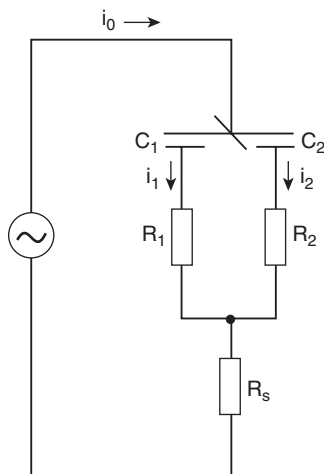 i₀
C₁ C₂
i₁ i₂
R₁ R₂
Rₛ